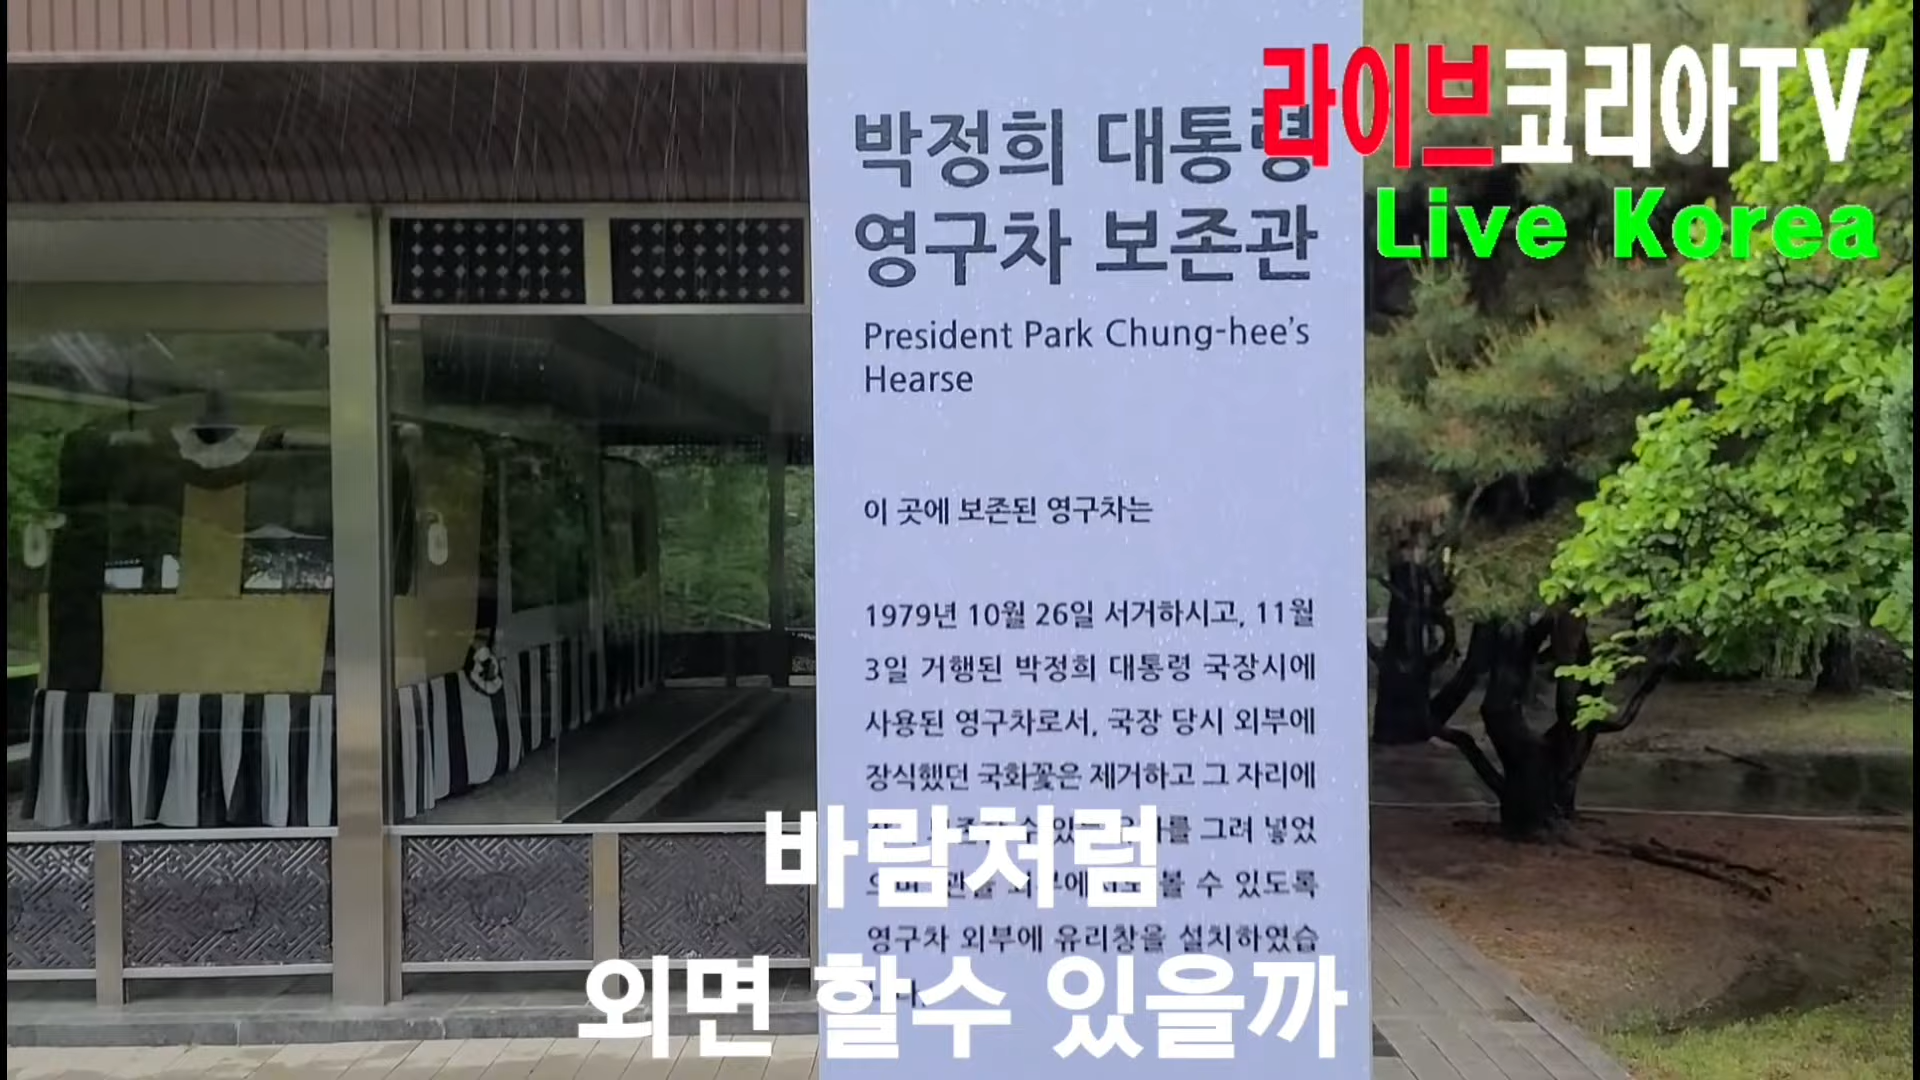 라이브코리아TV
Live Korea
박정희 대통령
영구차 보존관
President Park Chung-hee's
Hearse
이 곳에 보존된 영구차는
1979년 10월 26일 서거하시고, 11월
3일 거행된 박정희 대통령 국장시에
사용된 영구차로서, 국장 당시 외부에
장식했던 국화꽃은 제거하고 그 자리에
그려 넣었
볼 수 있도록
영구차 외부에 유리창을 설치하였습
바람처럼
외면 할수 있을까